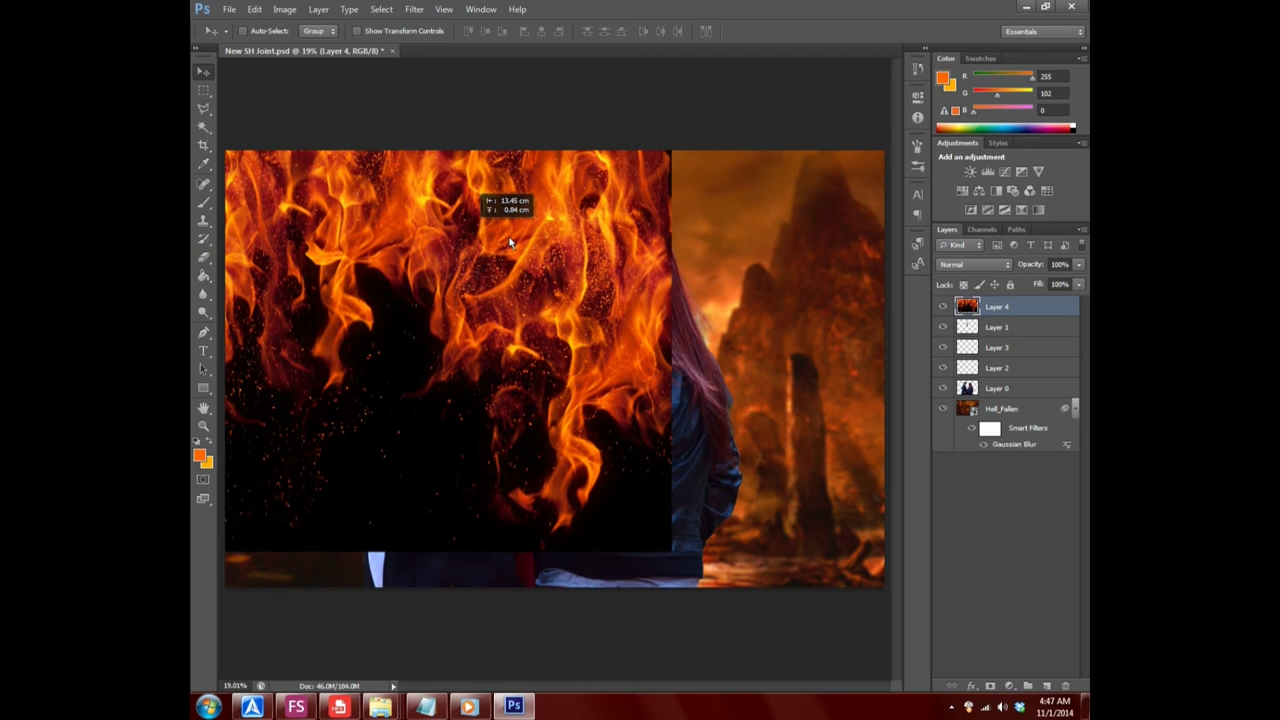 Ps File Edit Image Layer Type Select Filter View Window Help
Auto-Select: Group Show Transform Controls Essentials
New SH Joint.psd @ 19% (Layer 4, RGB/8) * ×
Color Swatches
R 255
G 102
B 0
Adjustments Styles
Add an adjustment
Layers Channels Paths
Kind
Normal Opacity: 100%
Lock: Fill: 100%
Layer 4
Layer 1
Layer 3
Layer 2
Layer 0
Hell_Fallen
Smart Filters
Gaussian Blur
13.45 cm
0.84 cm
19.01% Doc: 46.0M/184.0M
FS Ps 4:47 AM
11/1/2014